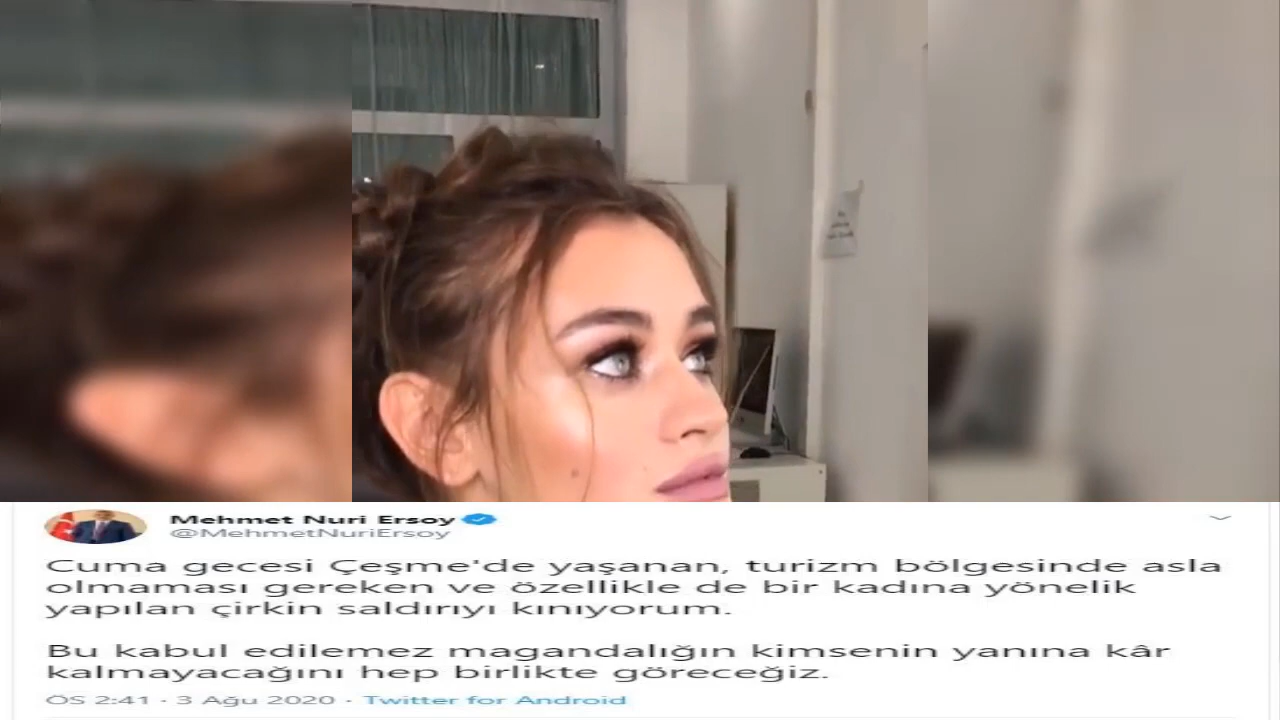 Mehmet Nuri Ersoy
@MehmetNuriErsoy
Cuma gecesi Çeşme'de yaşanan, turizm bölgesinde asla
olmaması gereken ve özellikle de bir kadına yönelik
yapılan çirkin saldırıyı kınıyorum.
Bu kabul edilemez magandalığın kimsenin yanına kâr
kalmayacağını hep birlikte göreceğiz.
ÖS 2:41 · 3 Ağu 2020 · Twitter for Android